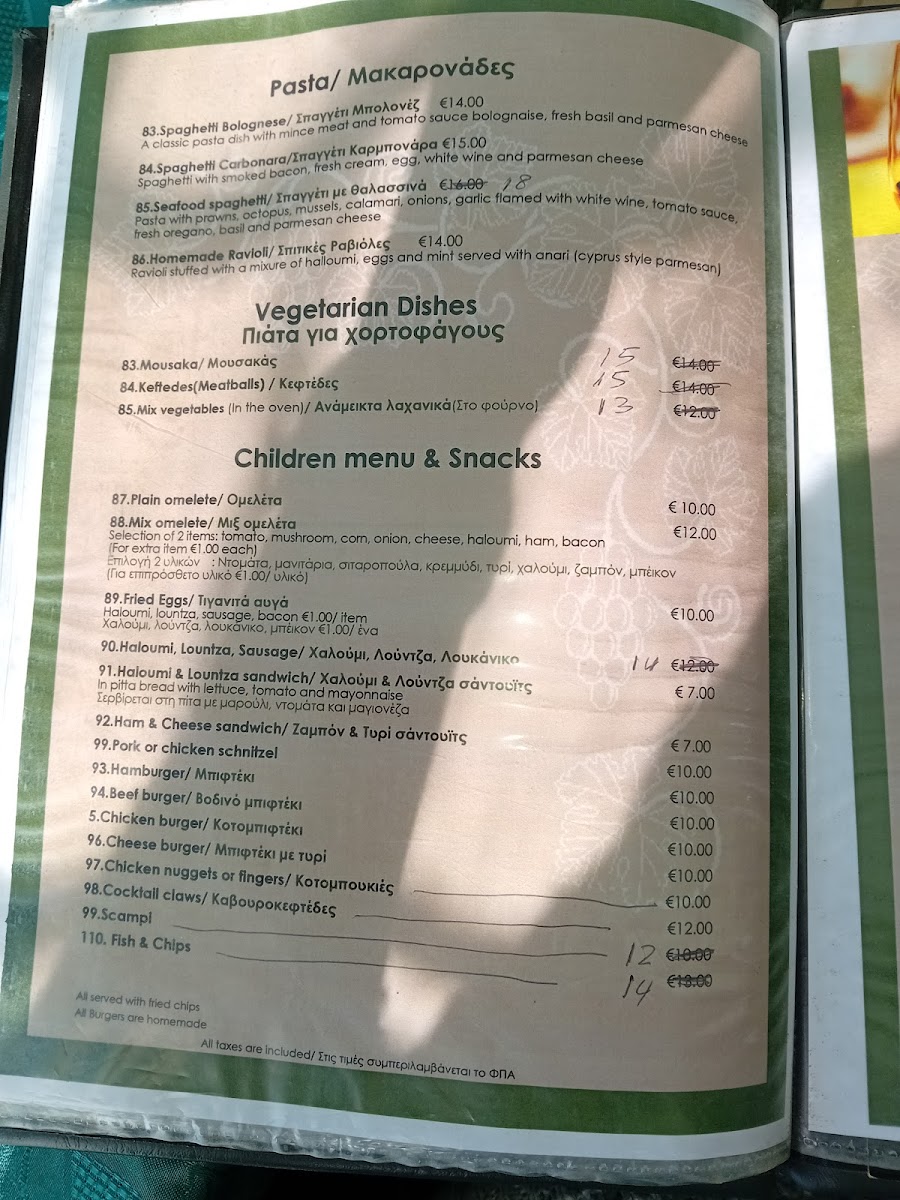 Pasta/ Μακαρονάδες
83.Spaghetti Bolognese/ Σπαγγέτι Μπολονέζ €14.00
A classic pasta dish with mince meat and tomato sauce bolognaise, fresh basil and parmesan cheese
84.Spaghetti Carbonara/Σπαγγέτι Καρμπονάρα €15.00
Spaghetti with smoked bacon, fresh cream, egg, white wine and parmesan cheese
85.Seafood spaghetti/ Σπαγγέτι με θαλασσινά €16.00 18
Pasta with prawns, octopus, mussels, calamari, onions, garlic flamed with white wine, tomato sauce,
fresh oregano, basil and parmesan cheese
86.Homemade Ravioli/ Σπιτικές Ραβιόλες €14.00
Ravioli stuffed with a mixure of halloumi, eggs and mint served with anari (cyprus style parmesan)
Vegetarian Dishes
Πιάτα για χορτοφάγους
83.Mousaka/ Μουσακάς 15 €14.00
84.Keftedes(Meatballs) / Κεφτέδες 15 €14.00
85.Mix vegetables (In the oven)/ Ανάμεικτα λαχανικά(Στο φούρνο) 13 €12.00
Children menu & Snacks
87.Plain omelete/ Ομελέτα € 10.00
88.Mix omelete/ Μιξ ομελέτα €12.00
Selection of 2 items: tomato, mushroom, corn, onion, cheese, haloumi, ham, bacon
(For extra item €1.00 each)
Επιλογή 2 υλικών : Ντομάτα, μανιτάρια, σιταροπούλα, κρεμμύδι, τυρί, χαλούμι, ζαμπόν, μπέικον
(Για επιπρόσθετο υλικό €1.00/ υλικό)
89.Fried Eggs/ Τιγανιτά αυγά €10.00
Haloumi, lountza, sausage, bacon €1.00/ item
Χαλούμι, λούντζα, λουκάνικο, μπέικον €1.00/ ένα
90.Haloumi, Lountza, Sausage/ Χαλούμι, Λούντζα, Λουκάνικο 14 €12.00
91.Haloumi & Lountza sandwich/ Χαλούμι & Λούντζα σάντουϊτς € 7.00
In pitta bread with lettuce, tomato and mayonnaise
Σερβίρεται στη πίτα με μαρούλι, ντομάτα και μαγιονέζα
92.Ham & Cheese sandwich/ Ζαμπόν & Τυρί σάντουϊτς € 7.00
99.Pork or chicken schnitzel €10.00
93.Hamburger/ Μπιφτέκι €10.00
94.Beef burger/ Βοδινό μπιφτέκι €10.00
5.Chicken burger/ Κοτομπιφτέκι €10.00
96.Cheese burger/ Μπιφτέκι με τυρί €10.00
97.Chicken nuggets or fingers/ Κοτομπουκιές €10.00
98.Cocktail claws/ Καβουροκεφτέδες €12.00
99.Scampi 12 €10.00
110. Fish & Chips 14 €13.00
All served with fried chips
All Burgers are homemade
All taxes are included/ Στις τιμές συμπεριλαμβάνεται το ΦΠΑ